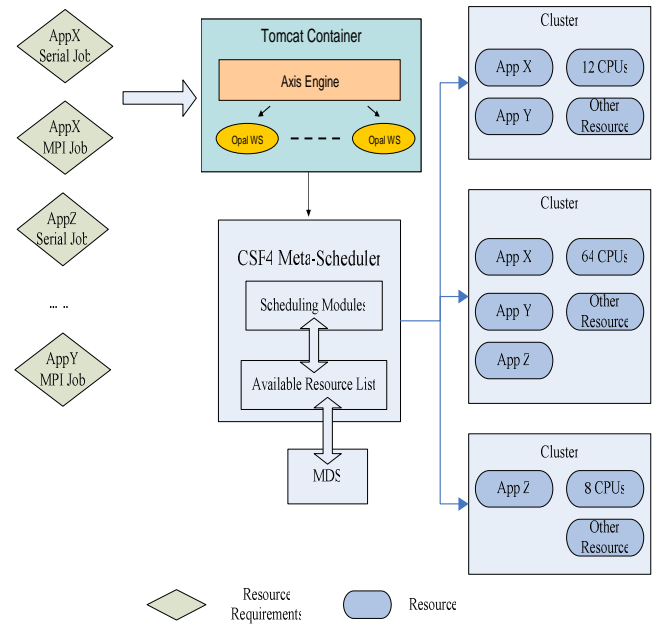 AppX
Serial Job
AppX
MPI Job
AppZ
Serial Job
... ..
AppY
MPI Job
Tomcat Container
Axis Engine
Opal WS
Opal WS
CSF4 Meta-Scheduler
Scheduling Modules
Available Resource List
MDS
Cluster
App X
12 CPUs
App Y
Other
Resource
Cluster
App X
64 CPUs
App Y
Other
Resource
App Z
Cluster
App Z
8 CPUs
Other
Resource
Resource
Requirements
Resource